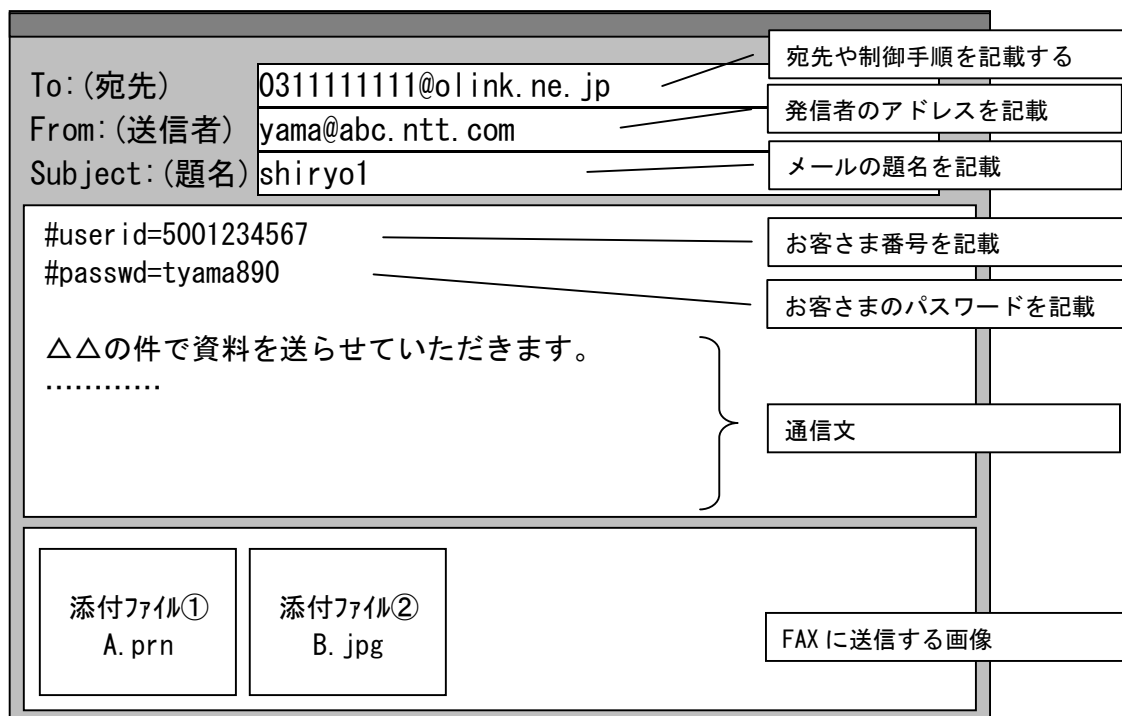 To:(宛先) 0311111111@olink.ne.jp
宛先や制御手順を記載する
From:(送信者) yama@abc.ntt.com
発信者のアドレスを記載
Subject:(題名) shiryo1
メールの題名を記載
#userid=5001234567
お客さま番号を記載
#passwd=tyama890
お客さまのパスワードを記載
△△の件で資料を送らせていただきます。
…………
通信文
添付ﾌｧｲﾙ①
A.prn
添付ﾌｧｲﾙ②
B.jpg
FAXに送信する画像